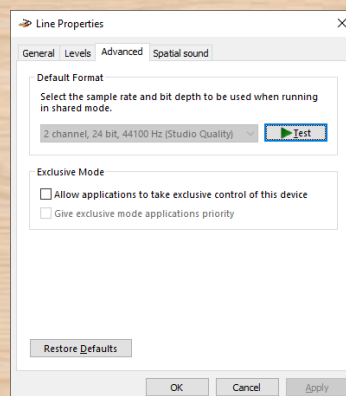 Line Properties
General Levels Advanced Spatial sound
Default Format
Select the sample rate and bit depth to be used when running
in shared mode.
2 channel, 24 bit, 44100 Hz (Studio Quality) Test
Exclusive Mode
Allow applications to take exclusive control of this device
Give exclusive mode applications priority
Restore Defaults
OK Cancel Apply